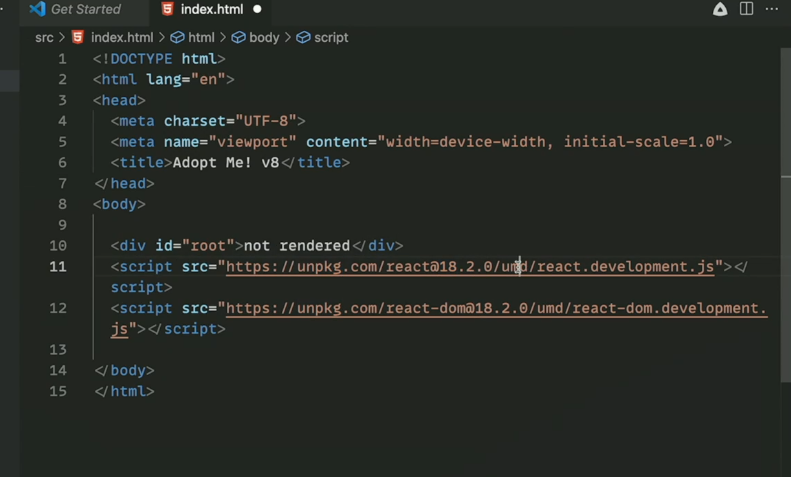 Get Started index.html
src > index.html > html > body > script
1 <!DOCTYPE html>
2 <html lang="en">
3 <head>
4 <meta charset="UTF-8">
5 <meta name="viewport" content="width=device-width, initial-scale=1.0">
6 <title>Adopt Me! v8</title>
7 </head>
8 <body>
9
10 <div id="root">not rendered</div>
11 <script src="https://unpkg.com/react@18.2.0/umd/react.development.js"></
script>
12 <script src="https://unpkg.com/react-dom@18.2.0/umd/react-dom.development.
js"></script>
13
14 </body>
15 </html>